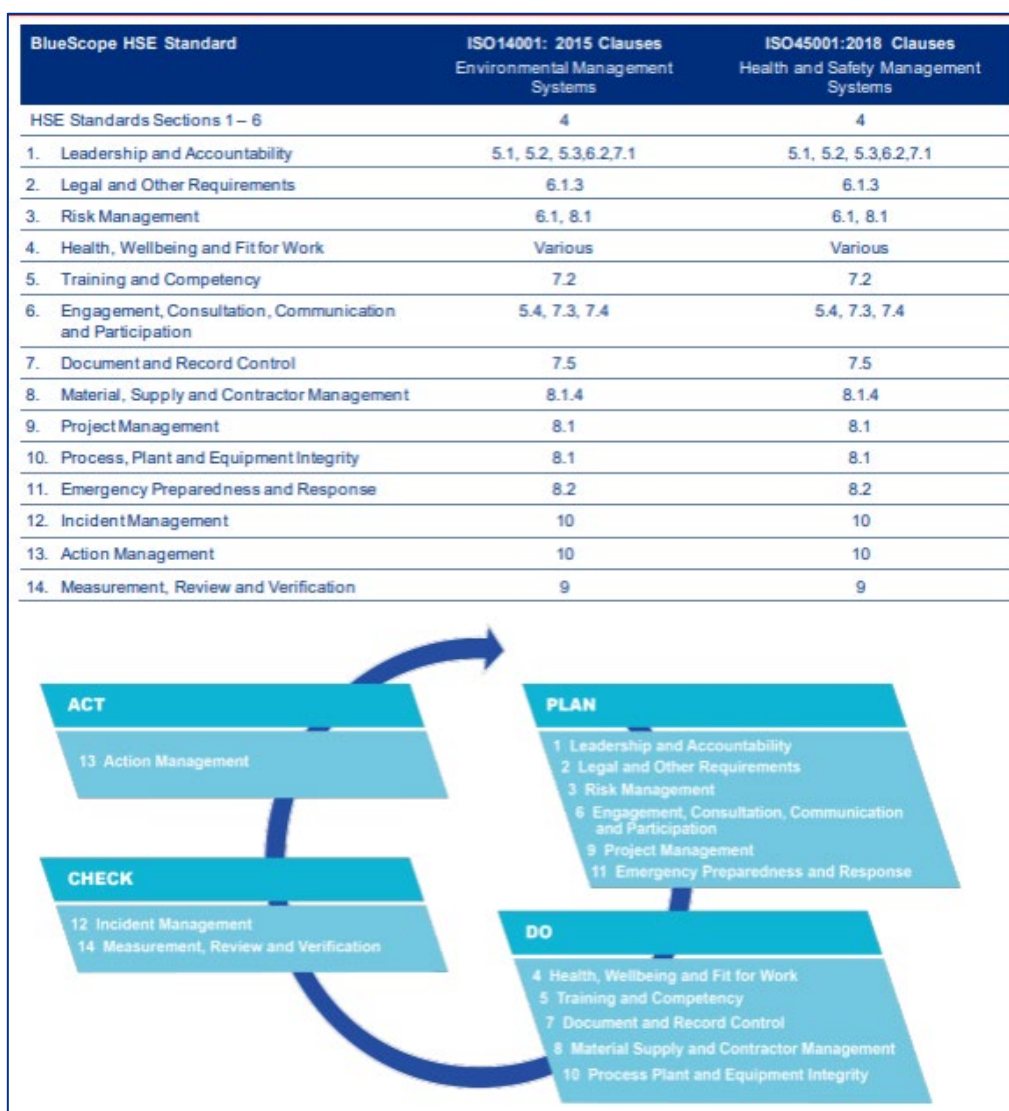 BlueScope HSE Standard ISO14001: 2015 Clauses ISO45001:2018 Clauses
Environmental Management Health and Safety Management
Systems Systems
HSE Standards Sections 1 – 6 4 4
1. Leadership and Accountability 5.1, 5.2, 5.3,6.2,7.1 5.1, 5.2, 5.3,6.2,7.1
2. Legal and Other Requirements 6.1.3 6.1.3
3. Risk Management 6.1, 8.1 6.1, 8.1
4. Health, Wellbeing and Fit for Work Various Various
5. Training and Competency 7.2 7.2
6. Engagement, Consultation, Communication 5.4, 7.3, 7.4 5.4, 7.3, 7.4
and Participation
7. Document and Record Control 7.5 7.5
8. Material, Supply and Contractor Management 8.1.4 8.1.4
9. Project Management 8.1 8.1
10. Process, Plant and Equipment Integrity 8.1 8.1
11. Emergency Preparedness and Response 8.2 8.2
12. Incident Management 10 10
13. Action Management 10 10
14. Measurement, Review and Verification 9 9
ACT
13 Action Management
PLAN
1 Leadership and Accountability
2 Legal and Other Requirements
3 Risk Management
6 Engagement, Consultation, Communication
and Participation
9 Project Management
11 Emergency Preparedness and Response
CHECK
12 Incident Management
14 Measurement, Review and Verification
DO
4 Health, Wellbeing and Fit for Work
5 Training and Competency
7 Document and Record Control
8 Material Supply and Contractor Management
10 Process Plant and Equipment Integrity